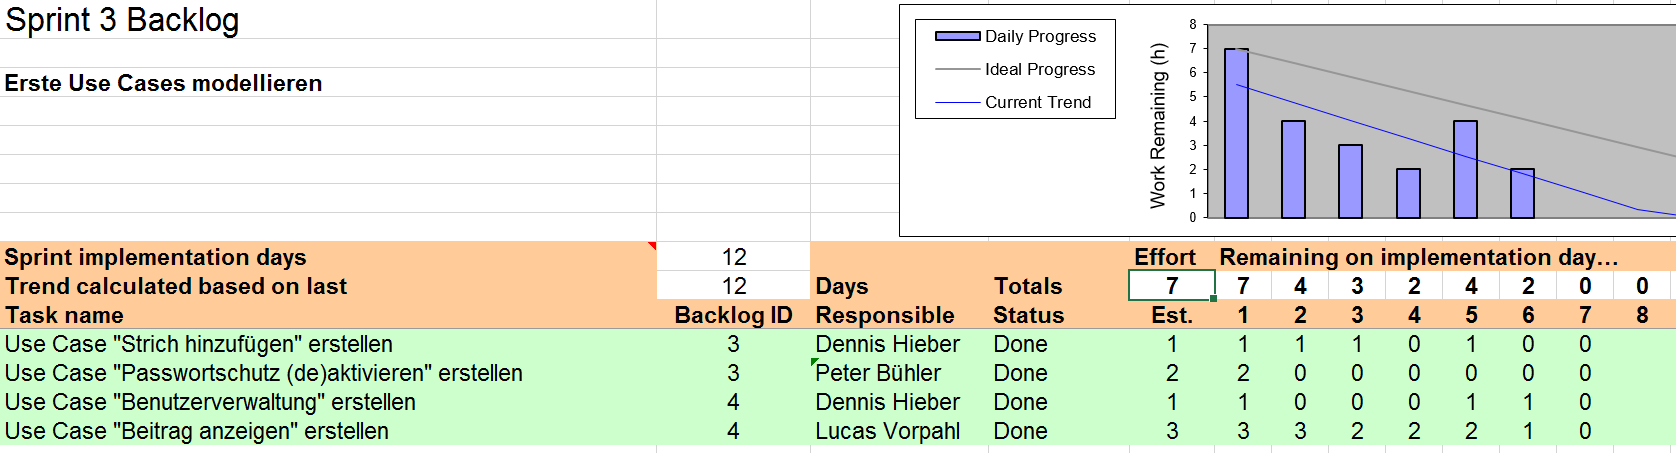 Sprint 3 Backlog
Erste Use Cases modellieren
Daily Progress
Ideal Progress
Current Trend
Work Remaining (h)
8
7
6
5
4
3
2
1
0
Sprint implementation days 12 Effort Remaining on implementation day…
Trend calculated based on last 12 Days Totals 7 7 4 3 2 4 2 0 0
Task name Backlog ID Responsible Status Est. 1 2 3 4 5 6 7 8
Use Case "Strich hinzufügen" erstellen 3 Dennis Hieber Done 1 1 1 1 0 1 0 0
Use Case "Passwortschutz (de)aktivieren" erstellen 3 Peter Bühler Done 2 2 0 0 0 0 0 0
Use Case "Benutzerverwaltung" erstellen 4 Dennis Hieber Done 1 1 0 0 0 1 1 0
Use Case "Beitrag anzeigen" erstellen 4 Lucas Vorpahl Done 3 3 3 2 2 2 1 0